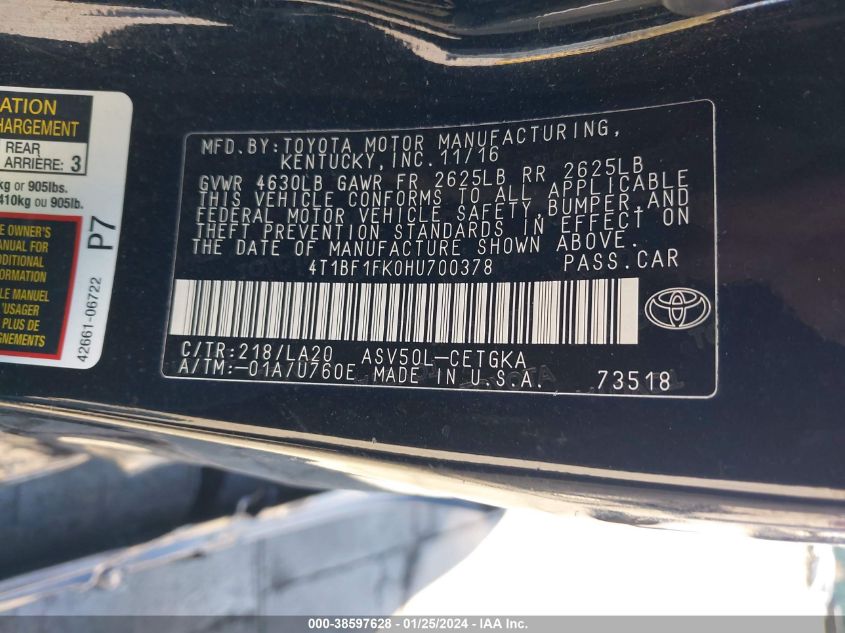 ATION
HARGEMENT
REAR
ARRIÈRE: 3
kg or 905lbs.
410kg ou 905lb.
E OWNER'S
MANUAL FOR
DDITIONAL
FORMATION
LE MANUEL
'USAGER
PLUS DE
GNEMENTS
P7
42661-06722
MFD.BY:TOYOTA MOTOR MANUFACTURING,
KENTUCKY, INC.11/16
GVWR 4630LB GAWR FR 2625LB RR 2625LB
THIS VEHICLE CONFORMS TO ALL APPLICABLE
FEDERAL MOTOR VEHICLE SAFETY,BUMPER,AND
THEFT PREVENTION STANDARDS IN EFFECT ON
THE DATE OF MANUFACTURE SHOWN ABOVE.
4T1BF1FK0HU700378 PASS.CAR
C/TR:218/LA20 ASV50L-CETGKA
A/TM:-01A/U760E MADE IN U.S.A. 73518
000-38597628 - 01/25/2024 - IAA Inc.